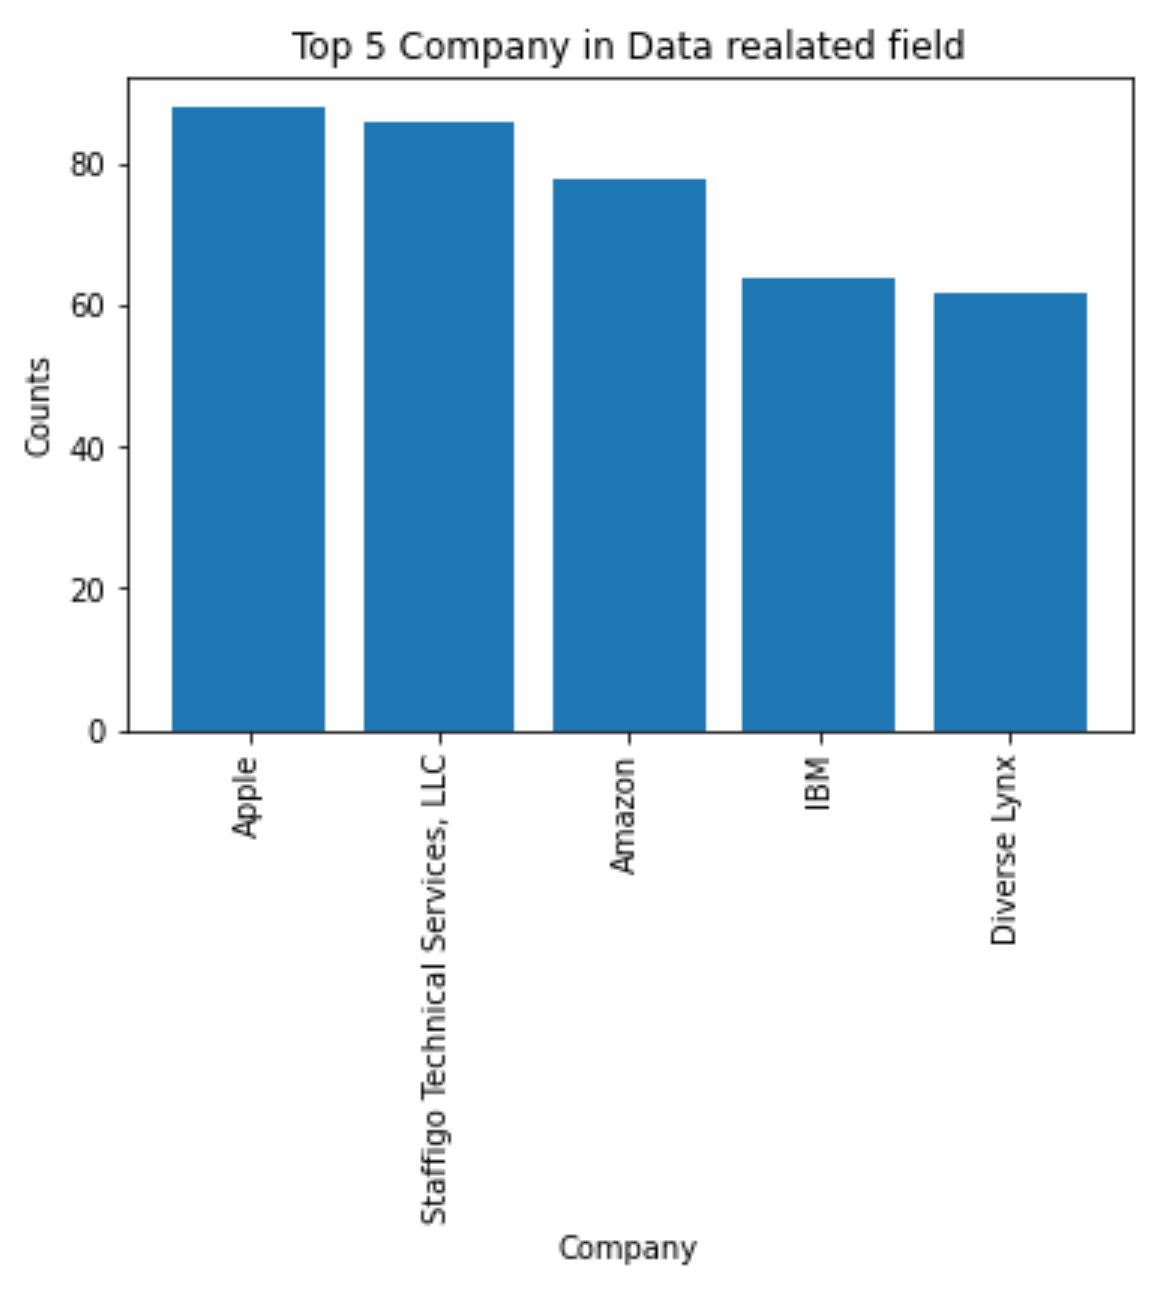 Top 5 Company in Data realated field
Counts
80
60
40
20
0
Apple
Staffigo Technical Services, LLC
Amazon
IBM
Diverse Lynx
Company